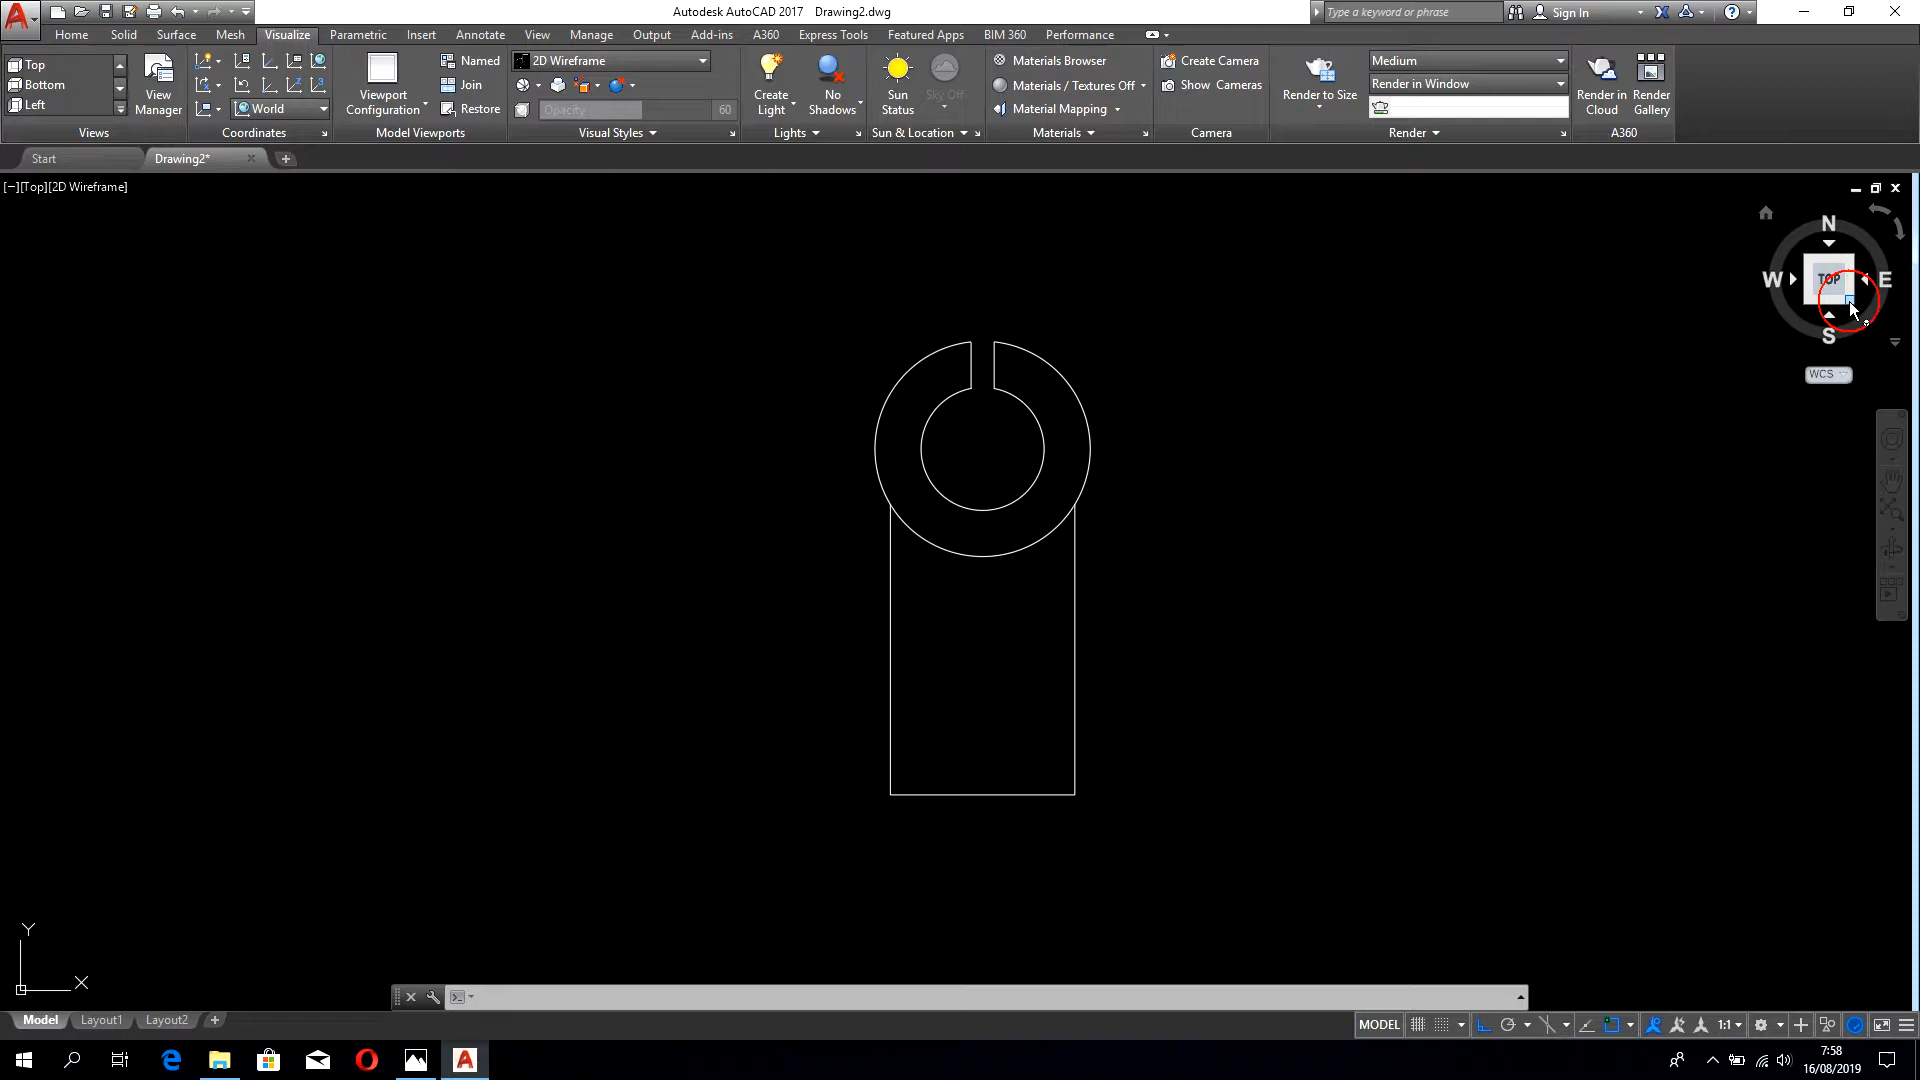 Autodesk AutoCAD 2017 Drawing2.dwg
Type a keyword or phrase
Sign In
Home Solid Surface Mesh Visualize Parametric Insert Annotate View Manage Output Add-ins A360 Express Tools Featured Apps BIM 360 Performance
Top
Bottom
Left
View
Manager
Views
World
Coordinates
Viewport
Configuration
Named
Join
Restore
Model Viewports
2D Wireframe
Opacity 60
Visual Styles
Create
Light
No
Shadows
Lights
Sun
Status
Sky Off
Sun & Location
Materials Browser
Materials / Textures Off
Material Mapping
Materials
Create Camera
Show Cameras
Camera
Render to Size
Medium
Render in Window
Render
Render in
Cloud
Render
Gallery
A360
Start
Drawing2*
[−][Top][2D Wireframe]
N
W TOP E
S
WCS
Y
X
Model Layout1 Layout2
MODEL
1:1
7:58
16/08/2019